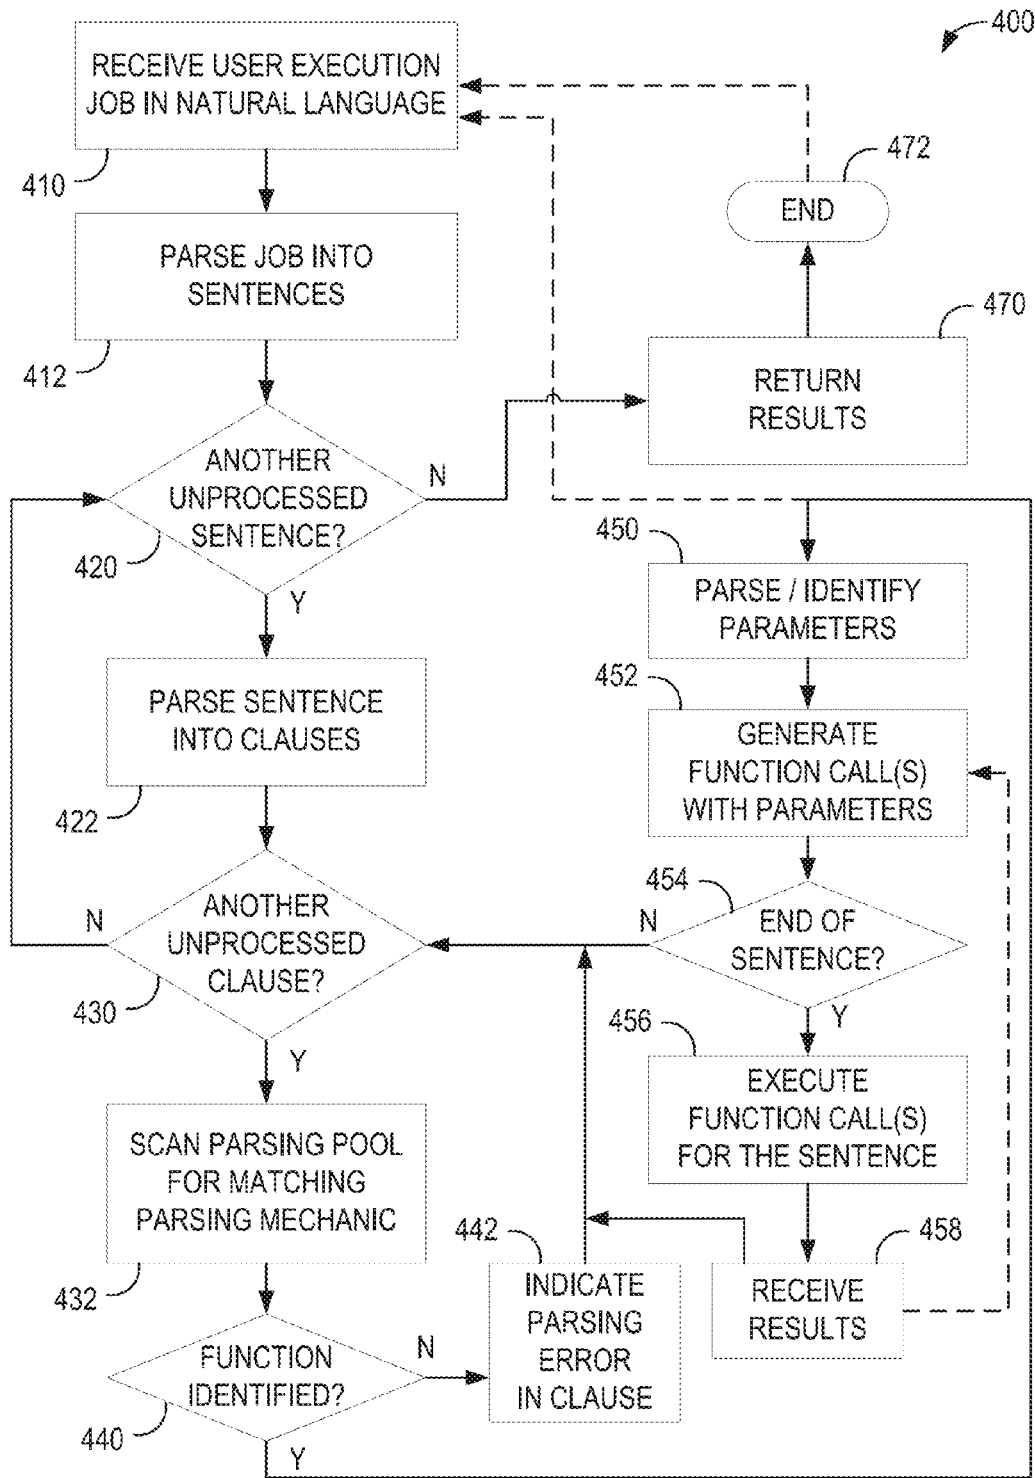 400
RECEIVE USER EXECUTION
JOB IN NATURAL LANGUAGE
410
472
END
PARSE JOB INTO
SENTENCES
412
470
RETURN
RESULTS
ANOTHER
UNPROCESSED
SENTENCE?
N
420
Y
450
PARSE / IDENTIFY
PARAMETERS
PARSE SENTENCE
INTO CLAUSES
422
452
GENERATE
FUNCTION CALL(S)
WITH PARAMETERS
ANOTHER
UNPROCESSED
CLAUSE?
N
430
Y
454
END OF
SENTENCE?
N
Y
456
EXECUTE
FUNCTION CALL(S)
FOR THE SENTENCE
SCAN PARSING POOL
FOR MATCHING
PARSING MECHANIC
432
442
INDICATE
PARSING
ERROR
IN CLAUSE
458
RECEIVE
RESULTS
FUNCTION
IDENTIFIED?
N
440
Y